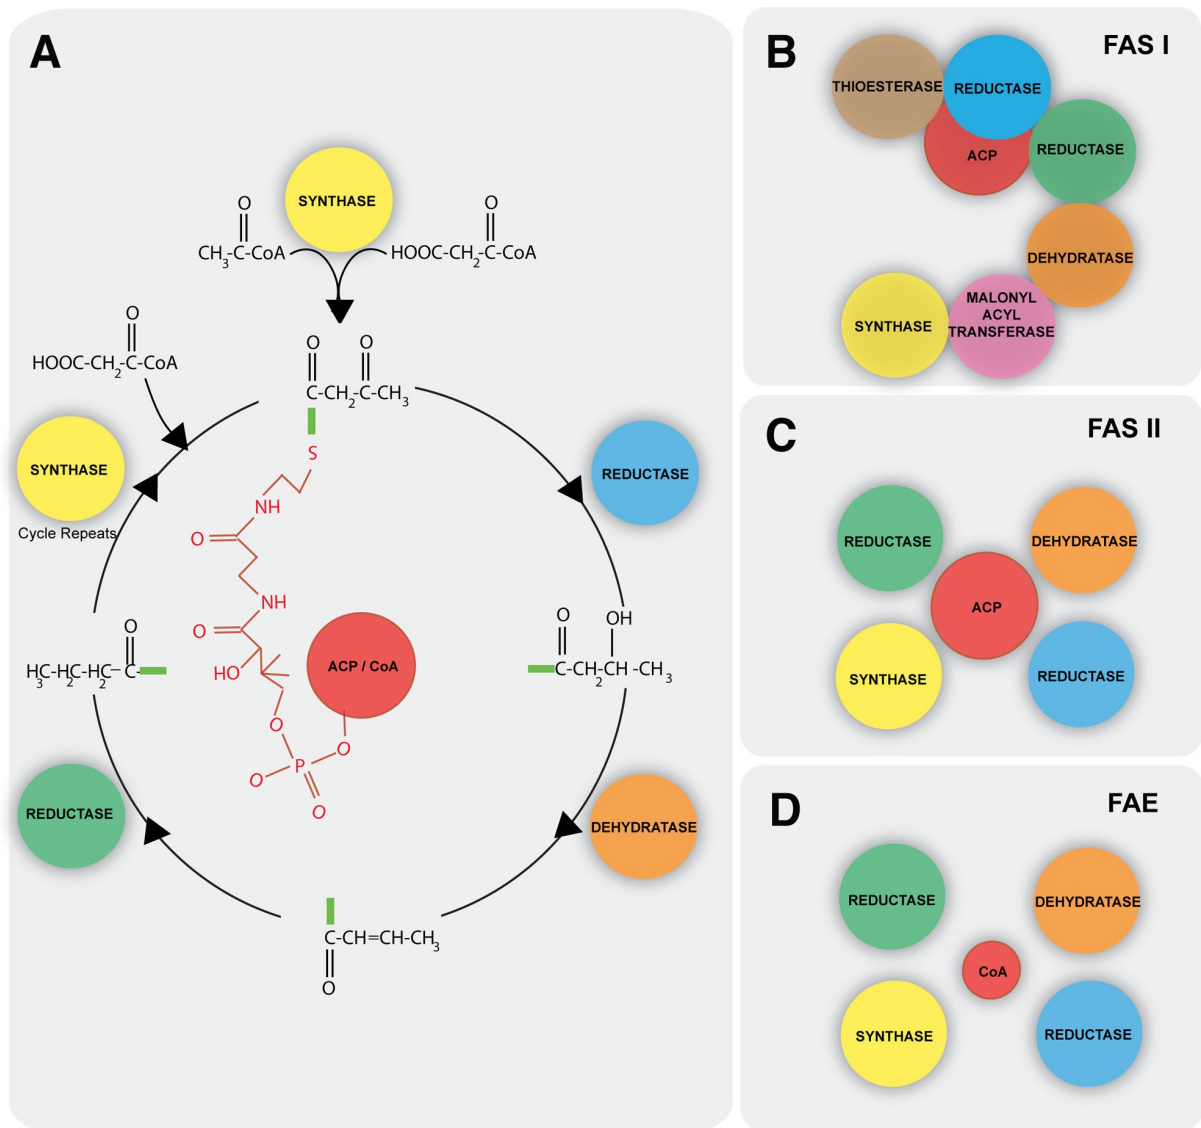 A
SYNTHASE
O
CH3-C-CoA
O
HOOC-CH2-C-CoA
O
HOOC-CH2-C-CoA
O O
C-CH2-C-CH3
S
SYNTHASE
Cycle Repeats
REDUCTASE
NH
O
NH
O
HO
ACP / CoA
O
O
P
O
O
O
H3C-H2C-H2C-C
O OH
C-CH2-CH-CH3
REDUCTASE
DEHYDRATASE
C-CH=CH-CH3
O
B
FAS I
THIOESTERASE
REDUCTASE
ACP
REDUCTASE
DEHYDRATASE
SYNTHASE
MALONYL
ACYL
TRANSFERASE
C
FAS II
REDUCTASE
DEHYDRATASE
ACP
SYNTHASE
REDUCTASE
D
FAE
REDUCTASE
DEHYDRATASE
CoA
SYNTHASE
REDUCTASE